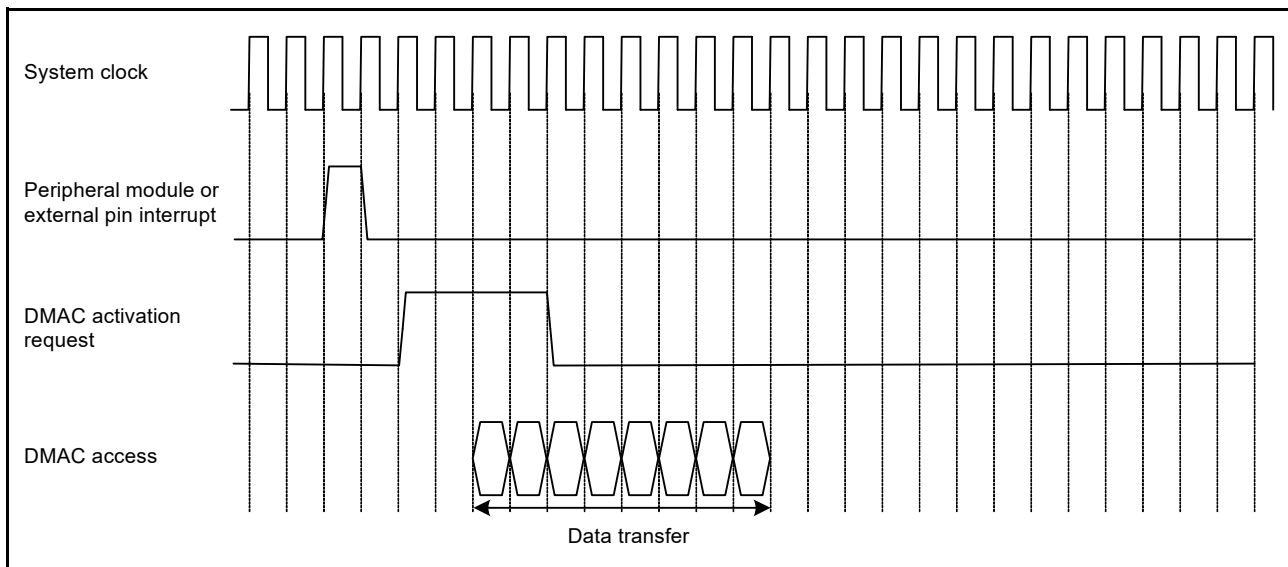 System clock
Peripheral module or
external pin interrupt
DMAC activation
request
DMAC access
Data transfer